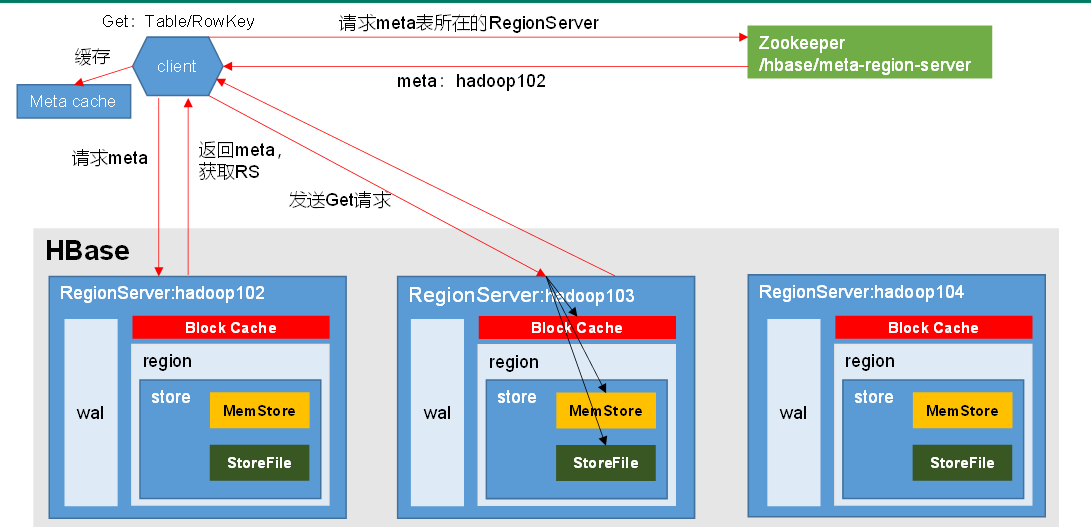 Get：Table/RowKey
请求meta表所在的RegionServer
缓存
client
Zookeeper
/hbase/meta-region-server
meta：hadoop102
Meta cache
请求meta
返回meta，
获取RS
发送Get请求
HBase
RegionServer:hadoop102
Block Cache
region
wal
store
MemStore
StoreFile
RegionServer:hadoop103
Block Cache
region
wal
store
MemStore
StoreFile
RegionServer:hadoop104
Block Cache
region
wal
store
MemStore
StoreFile